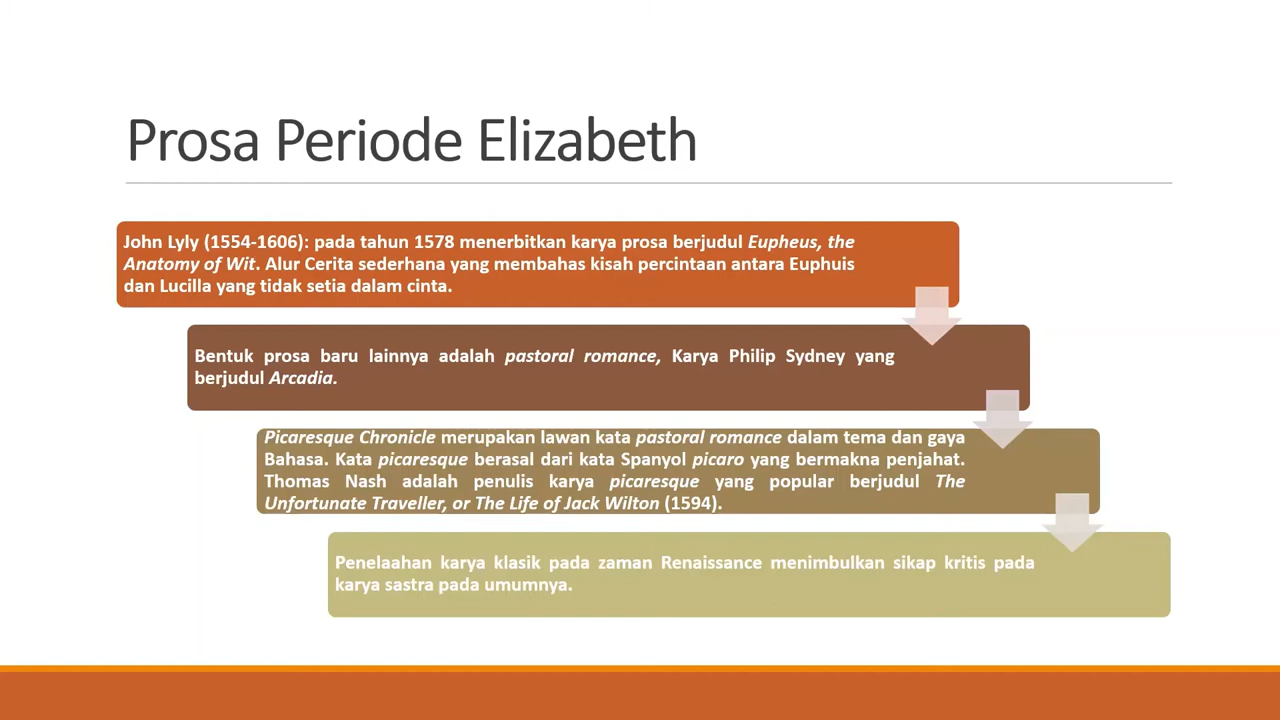 Prosa Periode Elizabeth
John Lyly (1554-1606): pada tahun 1578 menerbitkan karya prosa berjudul Eupheus, the
Anatomy of Wit. Alur Cerita sederhana yang membahas kisah percintaan antara Euphuis
dan Lucilla yang tidak setia dalam cinta.
Bentuk prosa baru lainnya adalah pastoral romance, Karya Philip Sydney yang
berjudul Arcadia.
Picaresque Chronicle merupakan lawan kata pastoral romance dalam tema dan gaya
Bahasa. Kata picaresque berasal dari kata Spanyol picaro yang bermakna penjahat.
Thomas Nash adalah penulis karya picaresque yang popular berjudul The
Unfortunate Traveller, or The Life of Jack Wilton (1594).
Penelaahan karya klasik pada zaman Renaissance menimbulkan sikap kritis pada
karya sastra pada umumnya.